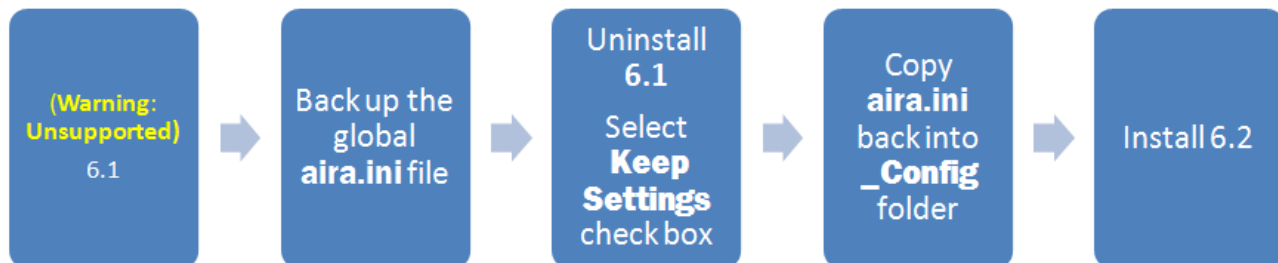 (Warning:
Unsupported)
6.1
Back up the
global
aira.ini file
Uninstall
6.1
Select
Keep
Settings
check box
Copy
aira.ini
back into
_Config
folder
Install 6.2